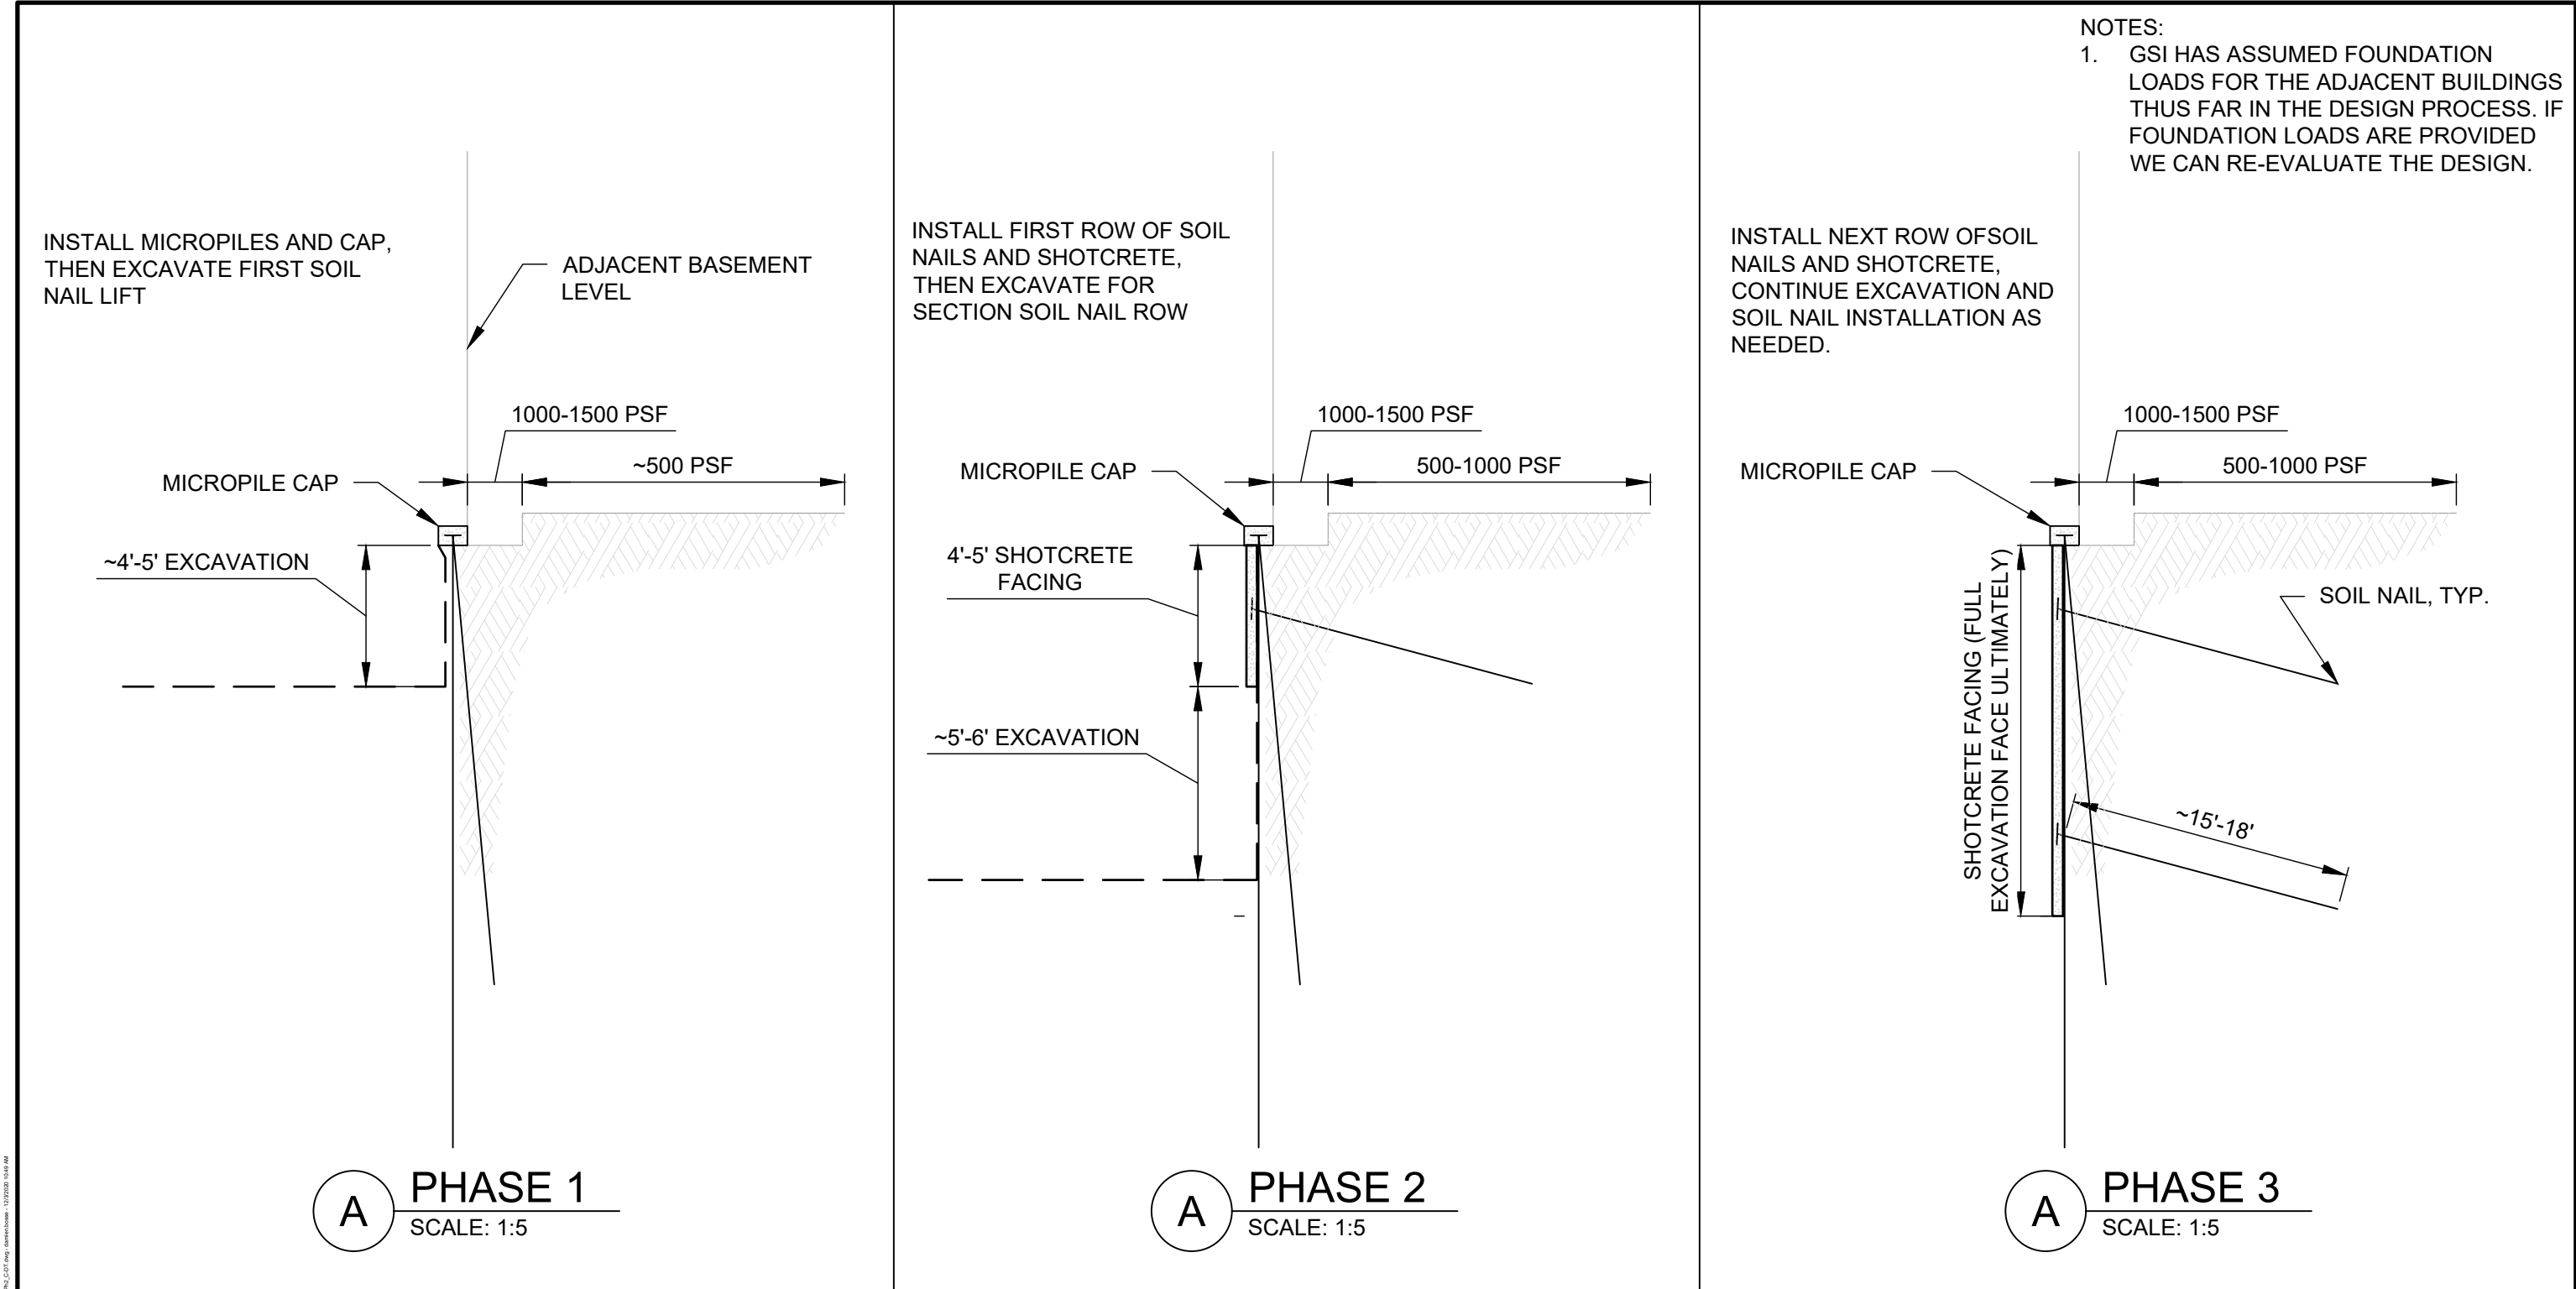 NOTES:
1. GSI HAS ASSUMED FOUNDATION
LOADS FOR THE ADJACENT BUILDINGS
THUS FAR IN THE DESIGN PROCESS. IF
FOUNDATION LOADS ARE PROVIDED
WE CAN RE-EVALUATE THE DESIGN.
INSTALL MICROPILES AND CAP,
THEN EXCAVATE FIRST SOIL
NAIL LIFT
ADJACENT BASEMENT
LEVEL
1000-1500 PSF
~500 PSF
MICROPILE CAP
~4'-5' EXCAVATION
A
PHASE 1
SCALE: 1:5
INSTALL FIRST ROW OF SOIL
NAILS AND SHOTCRETE,
THEN EXCAVATE FOR
SECTION SOIL NAIL ROW
1000-1500 PSF
500-1000 PSF
MICROPILE CAP
4'-5' SHOTCRETE
FACING
~5'-6' EXCAVATION
A
PHASE 2
SCALE: 1:5
INSTALL NEXT ROW OFSOIL
NAILS AND SHOTCRETE,
CONTINUE EXCAVATION AND
SOIL NAIL INSTALLATION AS
NEEDED.
1000-1500 PSF
500-1000 PSF
MICROPILE CAP
SHOTCRETE FACING (FULL
EXCAVATION FACE ULTIMATELY)
SOIL NAIL, TYP.
~15'-18'
A
PHASE 3
SCALE: 1:5